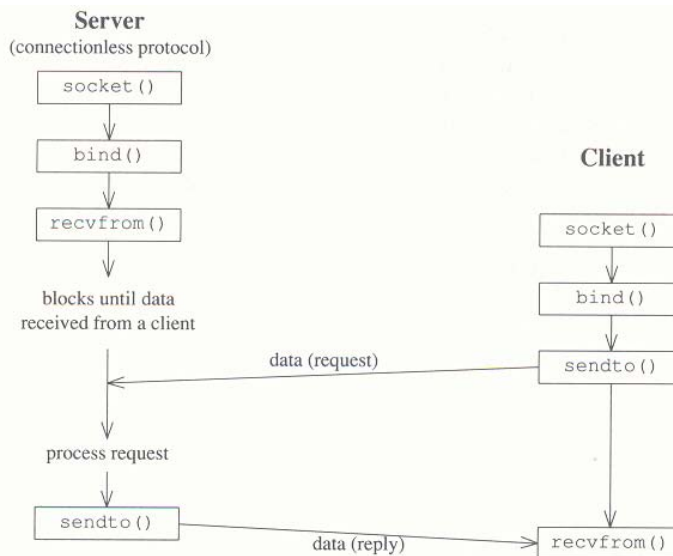 Server
(connectionless protocol)
socket()
bind()
recvfrom()
blocks until data
received from a client
process request
sendto()
Client
socket()
bind()
sendto()
recvfrom()
data (request)
data (reply)